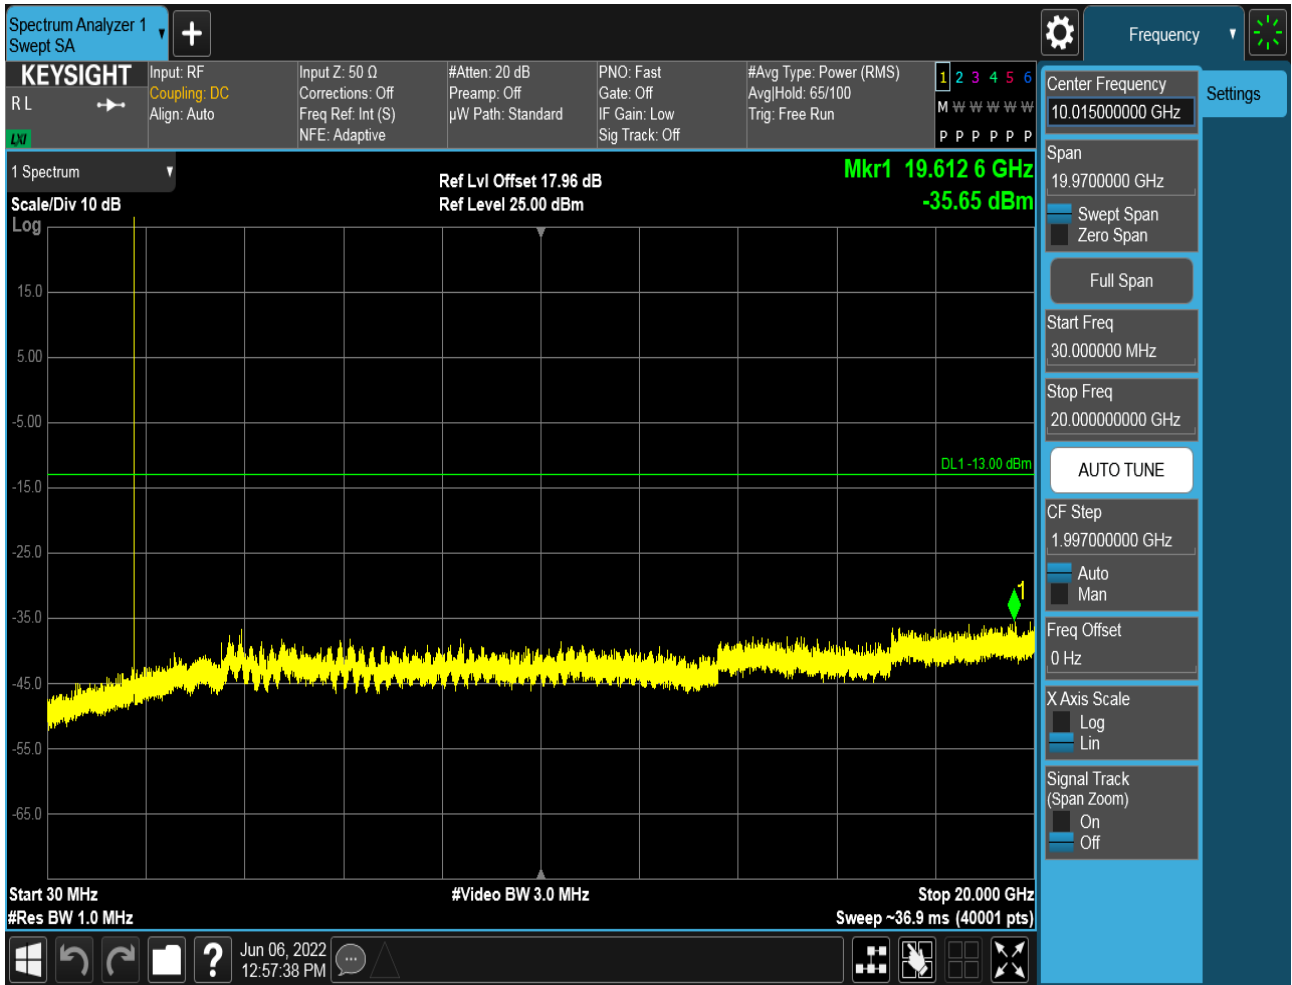 Spectrum Analyzer 1
Swept SA
Frequency
KEYSIGHT
R L
LXI
Input: RF
Coupling: DC
Align: Auto
Input Z: 50 Ω
Corrections: Off
Freq Ref: Int (S)
NFE: Adaptive
#Atten: 20 dB
Preamp: Off
µW Path: Standard
PNO: Fast
Gate: Off
IF Gain: Low
Sig Track: Off
#Avg Type: Power (RMS)
Avg|Hold: 65/100
Trig: Free Run
1 2 3 4 5 6
M W W W W W
P P P P P P
1 Spectrum
Scale/Div 10 dB
Log
Ref Lvl Offset 17.96 dB
Ref Level 25.00 dBm
Mkr1 19.612 6 GHz
-35.65 dBm
15.0
5.00
-5.00
-15.0
-25.0
-35.0
-45.0
-55.0
-65.0
DL1 -13.00 dBm
1
Start 30 MHz
#Res BW 1.0 MHz
#Video BW 3.0 MHz
Stop 20.000 GHz
Sweep ~36.9 ms (40001 pts)
Center Frequency
10.015000000 GHz
Settings
Span
19.9700000 GHz
Swept Span
Zero Span
Full Span
Start Freq
30.000000 MHz
Stop Freq
20.000000000 GHz
AUTO TUNE
CF Step
1.997000000 GHz
Auto
Man
Freq Offset
0 Hz
X Axis Scale
Log
Lin
Signal Track
(Span Zoom)
On
Off
?
Jun 06, 2022
12:57:38 PM